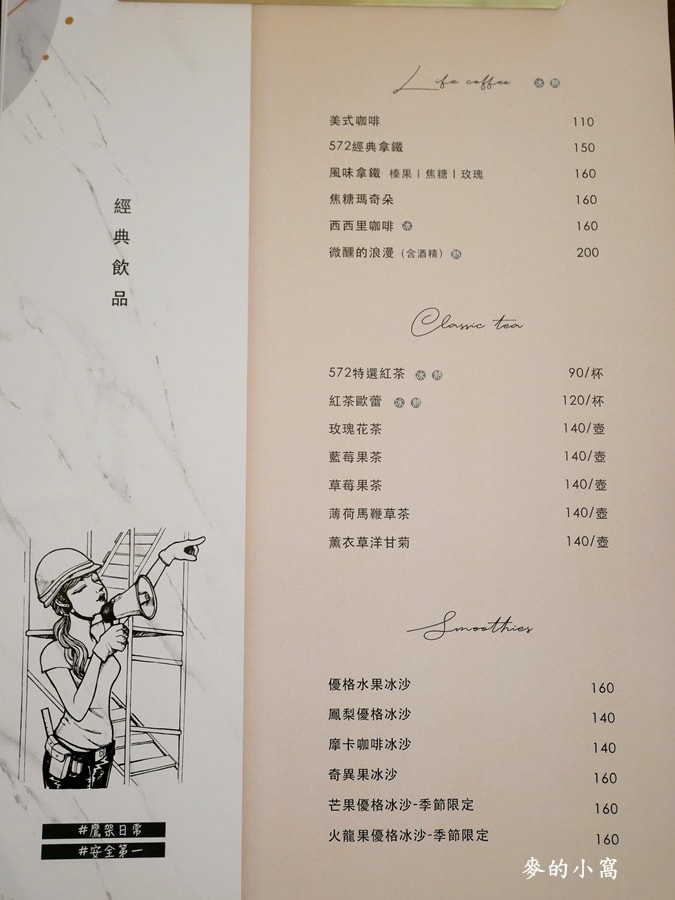 經典飲品
Life coffee 冰 熱
美式咖啡 110
572經典拿鐵 150
風味拿鐵 榛果 | 焦糖 | 玫瑰 160
焦糖瑪奇朵 160
西西里咖啡 冰 160
微醺的浪漫 (含酒精) 熱 200
Classic tea
572特選紅茶 冰 熱 90/杯
紅茶歐蕾 冰 熱 120/杯
玫瑰花茶 140/壺
藍莓果茶 140/壺
草莓果茶 140/壺
薄荷馬鞭草茶 140/壺
薰衣草洋甘菊 140/壺
Smoothies
優格水果冰沙 160
鳳梨優格冰沙 140
摩卡咖啡冰沙 140
奇異果冰沙 160
芒果優格冰沙-季節限定 160
火龍果優格冰沙-季節限定 160
#鷹架日常
#安全第一
麥的小窩